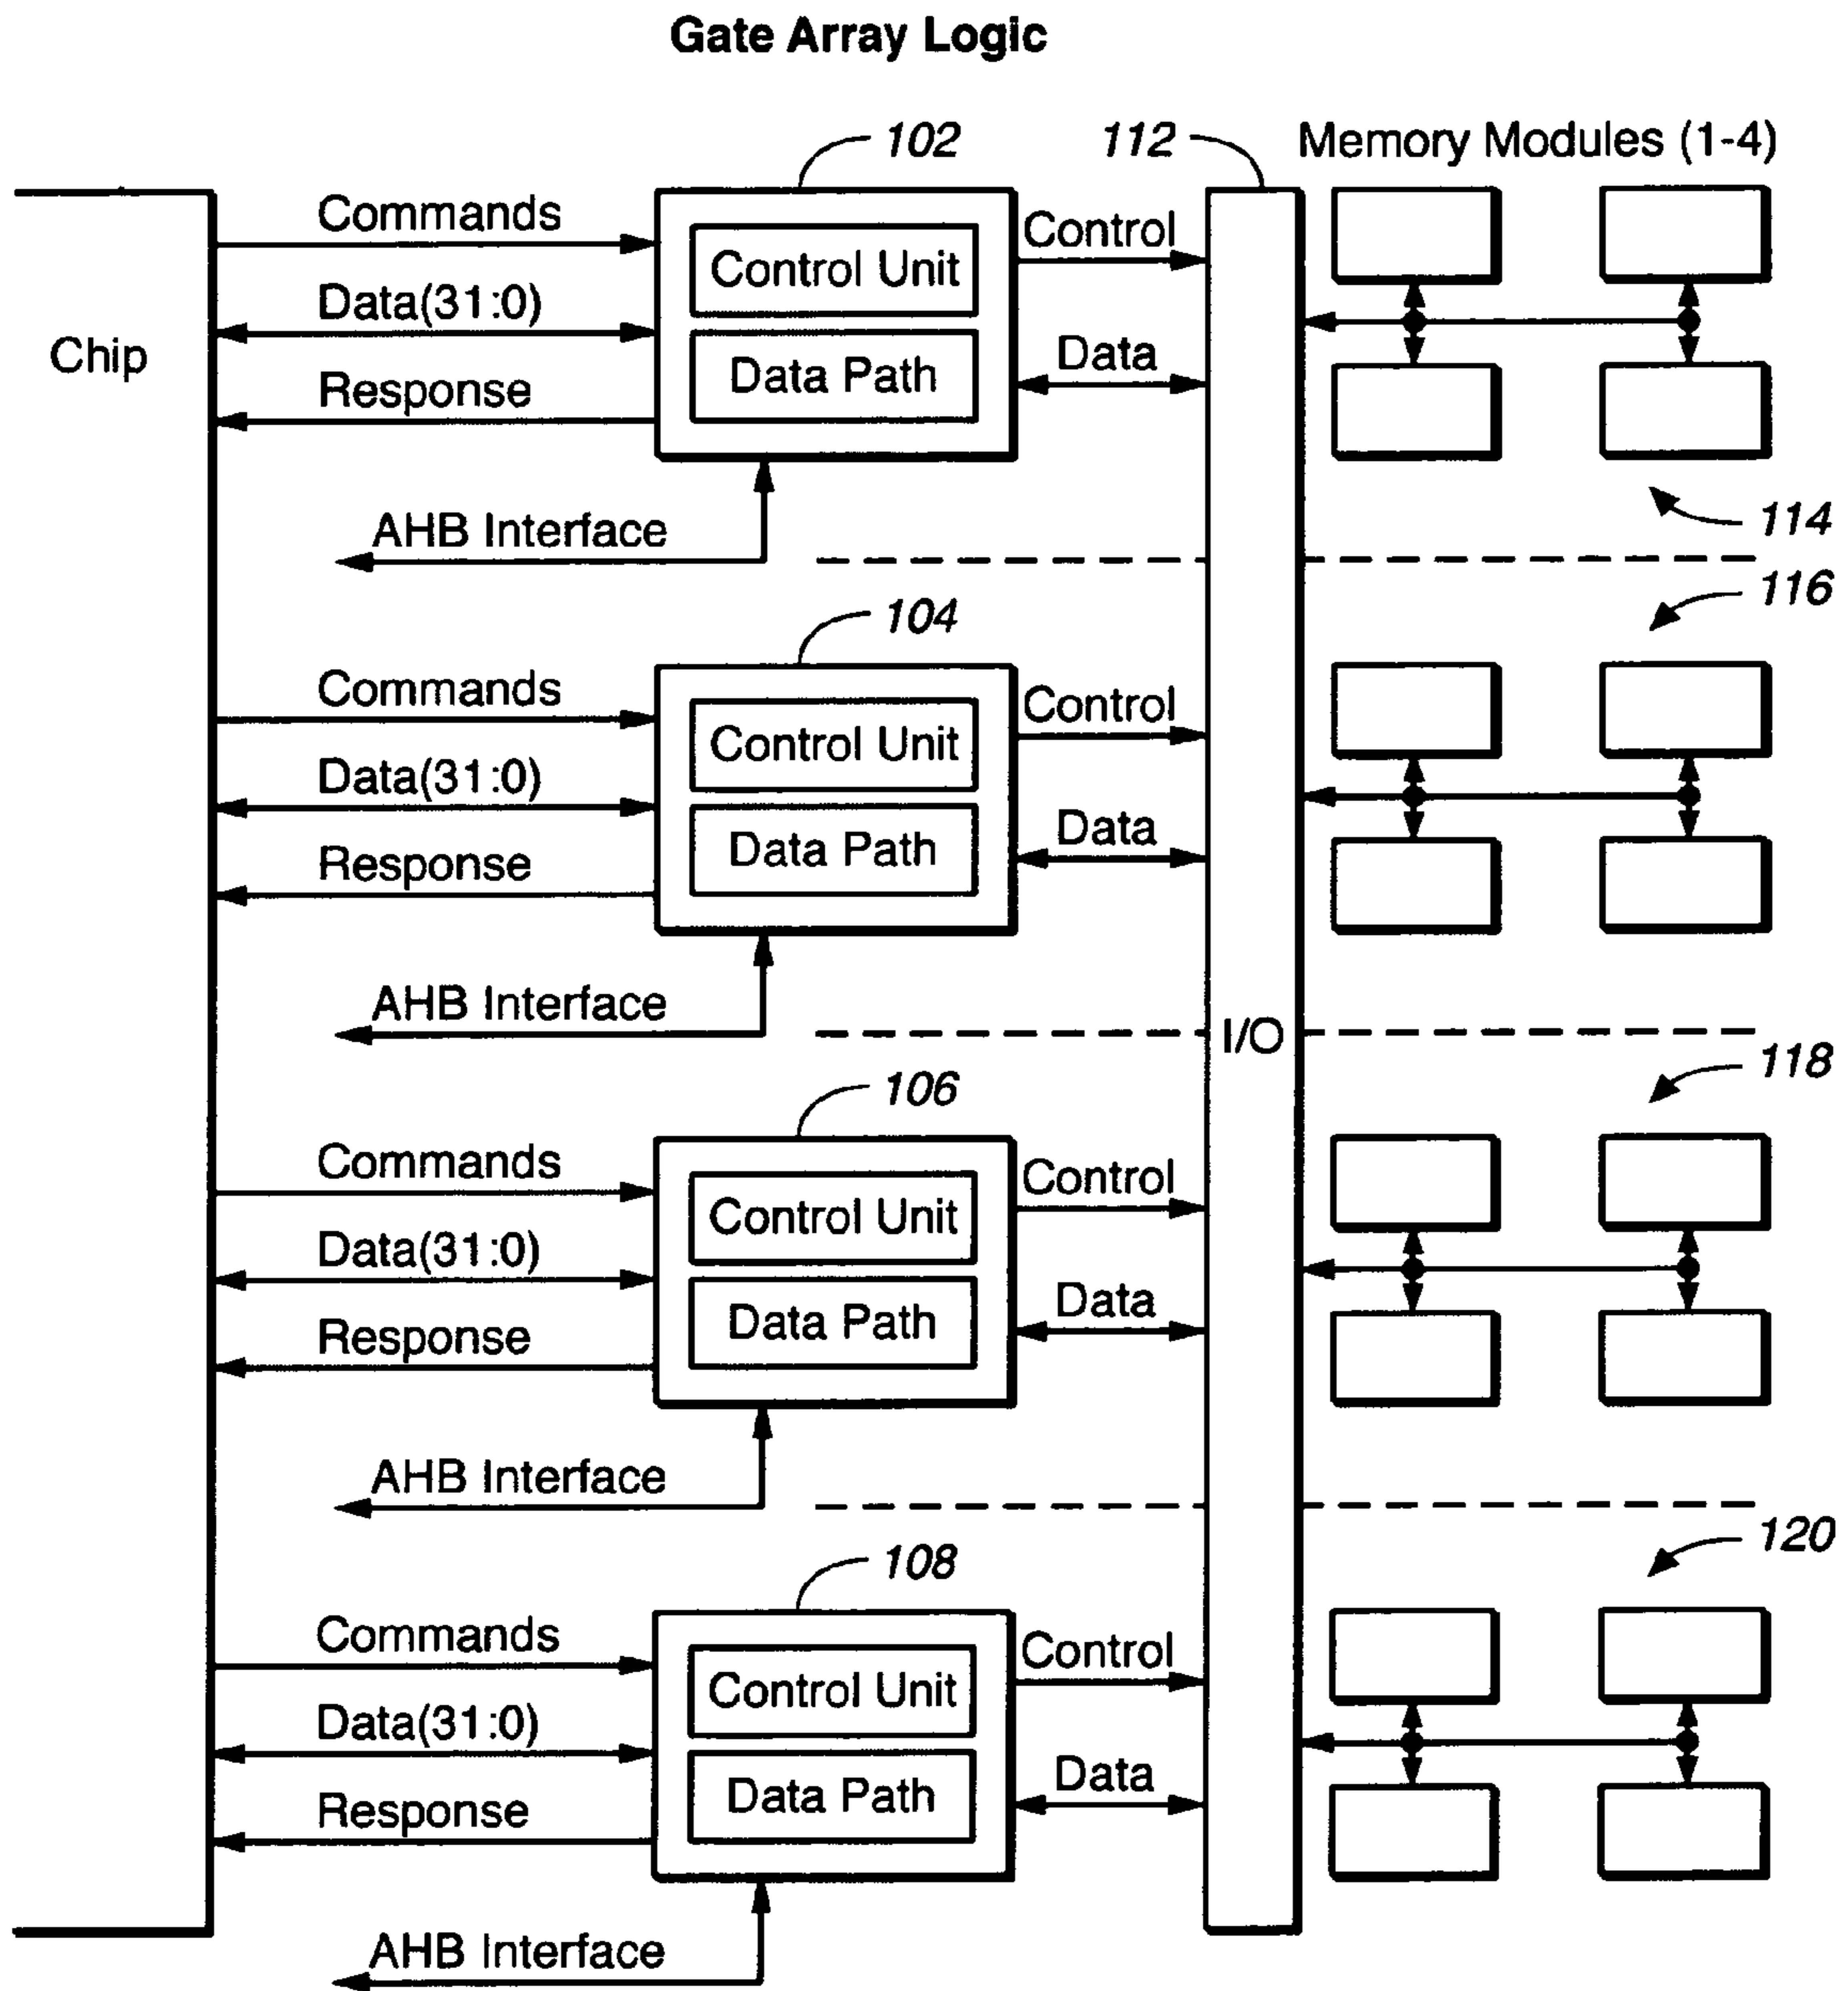 Gate Array Logic
102
112
Memory Modules (1-4)
Chip
Commands
Data(31:0)
Response
Control Unit
Data Path
Control
Data
AHB Interface
114
116
104
Commands
Data(31:0)
Response
Control Unit
Data Path
Control
Data
AHB Interface
I/O
118
106
Commands
Data(31:0)
Response
Control Unit
Data Path
Control
Data
AHB Interface
120
108
Commands
Data(31:0)
Response
Control Unit
Data Path
Control
Data
AHB Interface